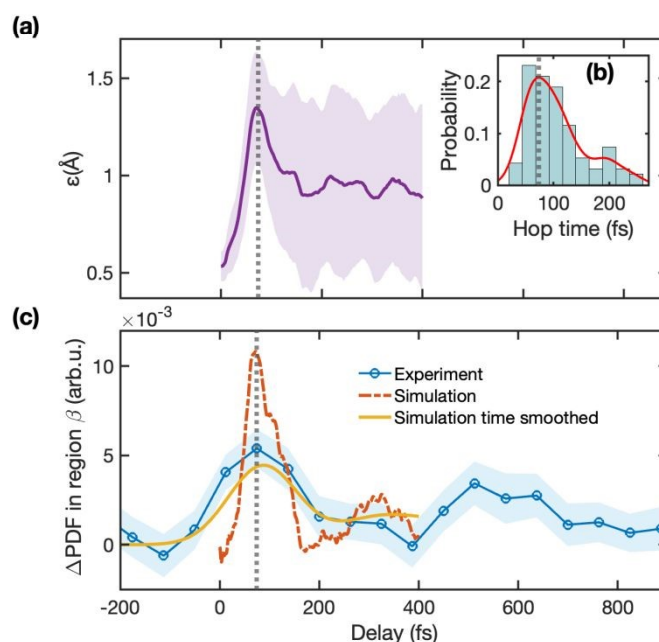 (a)
1.5
1
0.5
ε(Å)
(b)
0.2
0.1
0
Probability
0 100 200
Hop time (fs)
(c)
×10⁻³
10
5
0
ΔPDF in region β (arb.u.)
Experiment
Simulation
Simulation time smoothed
-200 0 200 400 600 800
Delay (fs)